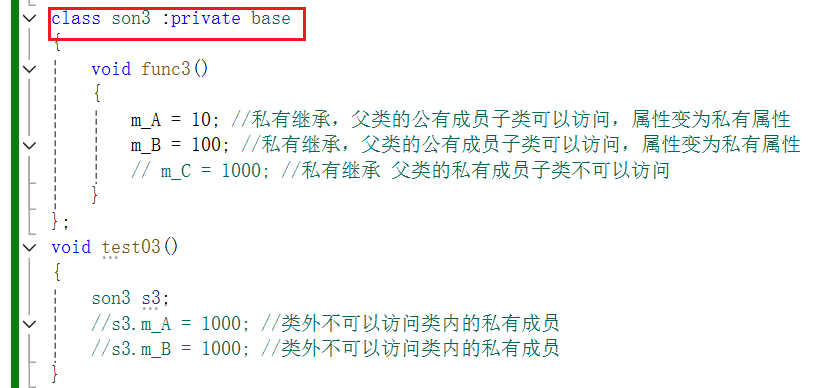 class son3 :private base
{
void func3()
{
m_A = 10; //私有继承，父类的公有成员子类可以访问，属性变为私有属性
m_B = 100; //私有继承，父类的公有成员子类可以访问，属性变为私有属性
// m_C = 1000; //私有继承 父类的私有成员子类不可以访问
}
};
void test03()
{
son3 s3;
//s3.m_A = 1000; //类外不可以访问类内的私有成员
//s3.m_B = 1000; //类外不可以访问类内的私有成员
}